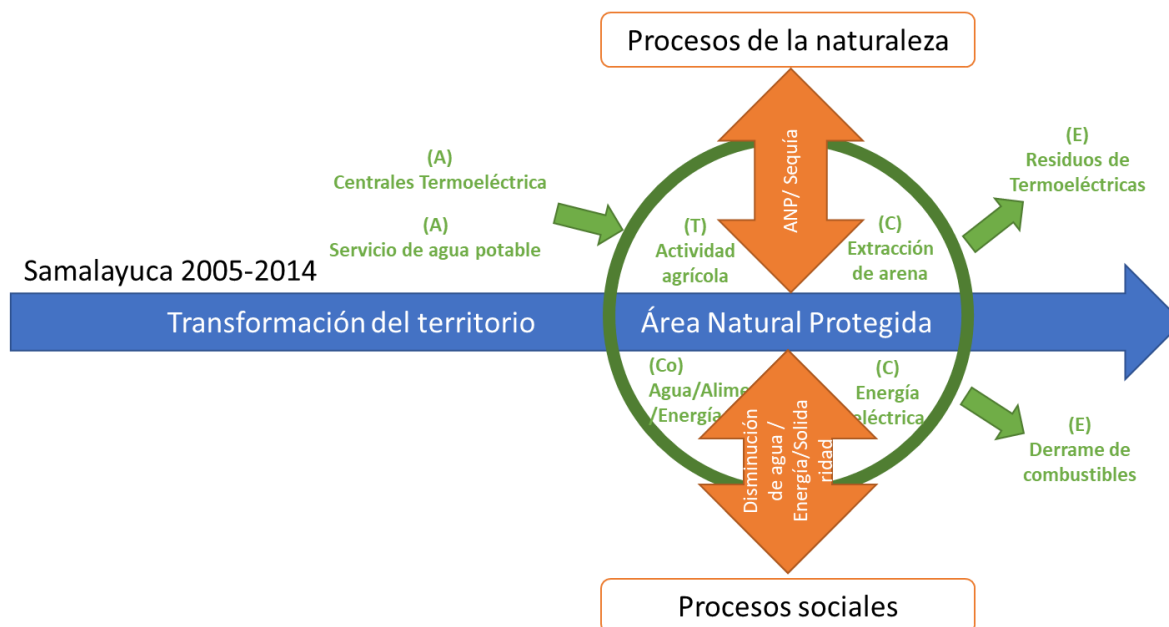 Procesos de la naturaleza
(A)
Centrales Termoeléctrica
(A)
Servicio de agua potable
(E)
Residuos de
Termoeléctricas
ANP/ Sequía
(T)
Actividad
agrícola
(C)
Extracción
de arena
Samalayuca 2005-2014
Transformación del territorio
Área Natural Protegida
(Co)
Agua/Alime
/Energía
(C)
Energía
eléctrica
Disminución
de agua /
Energía/Solida
ridad
(E)
Derrame de
combustibles
Procesos sociales